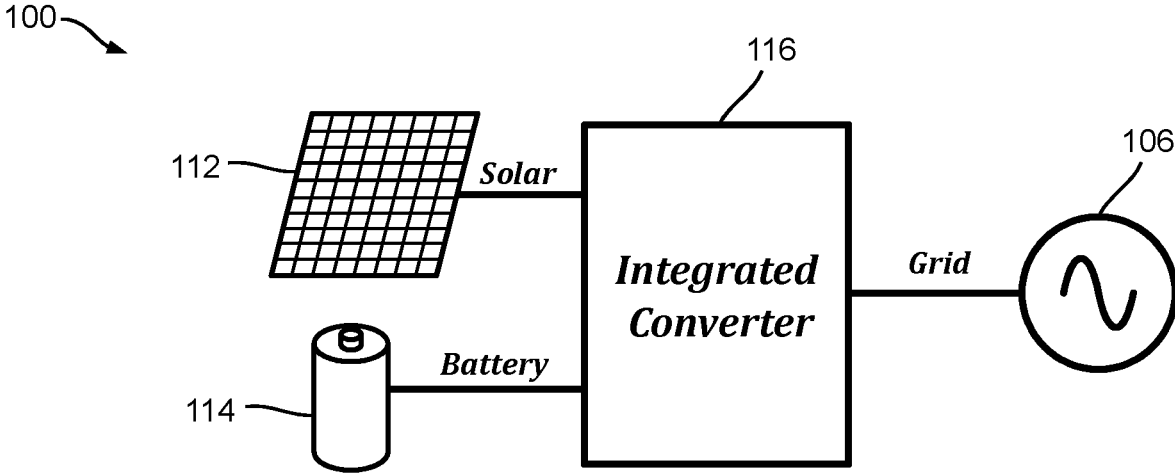 100
116
106
112
Solar
Grid
Integrated
Converter
Battery
114